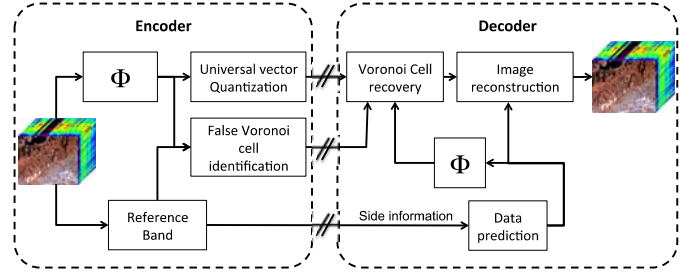 Encoder
Decoder
Φ
Universal vector
Quantization
Voronoi Cell
recovery
Image
reconstruction
False Voronoi
cell
identification
Φ
Reference
Band
Side information
Data
prediction